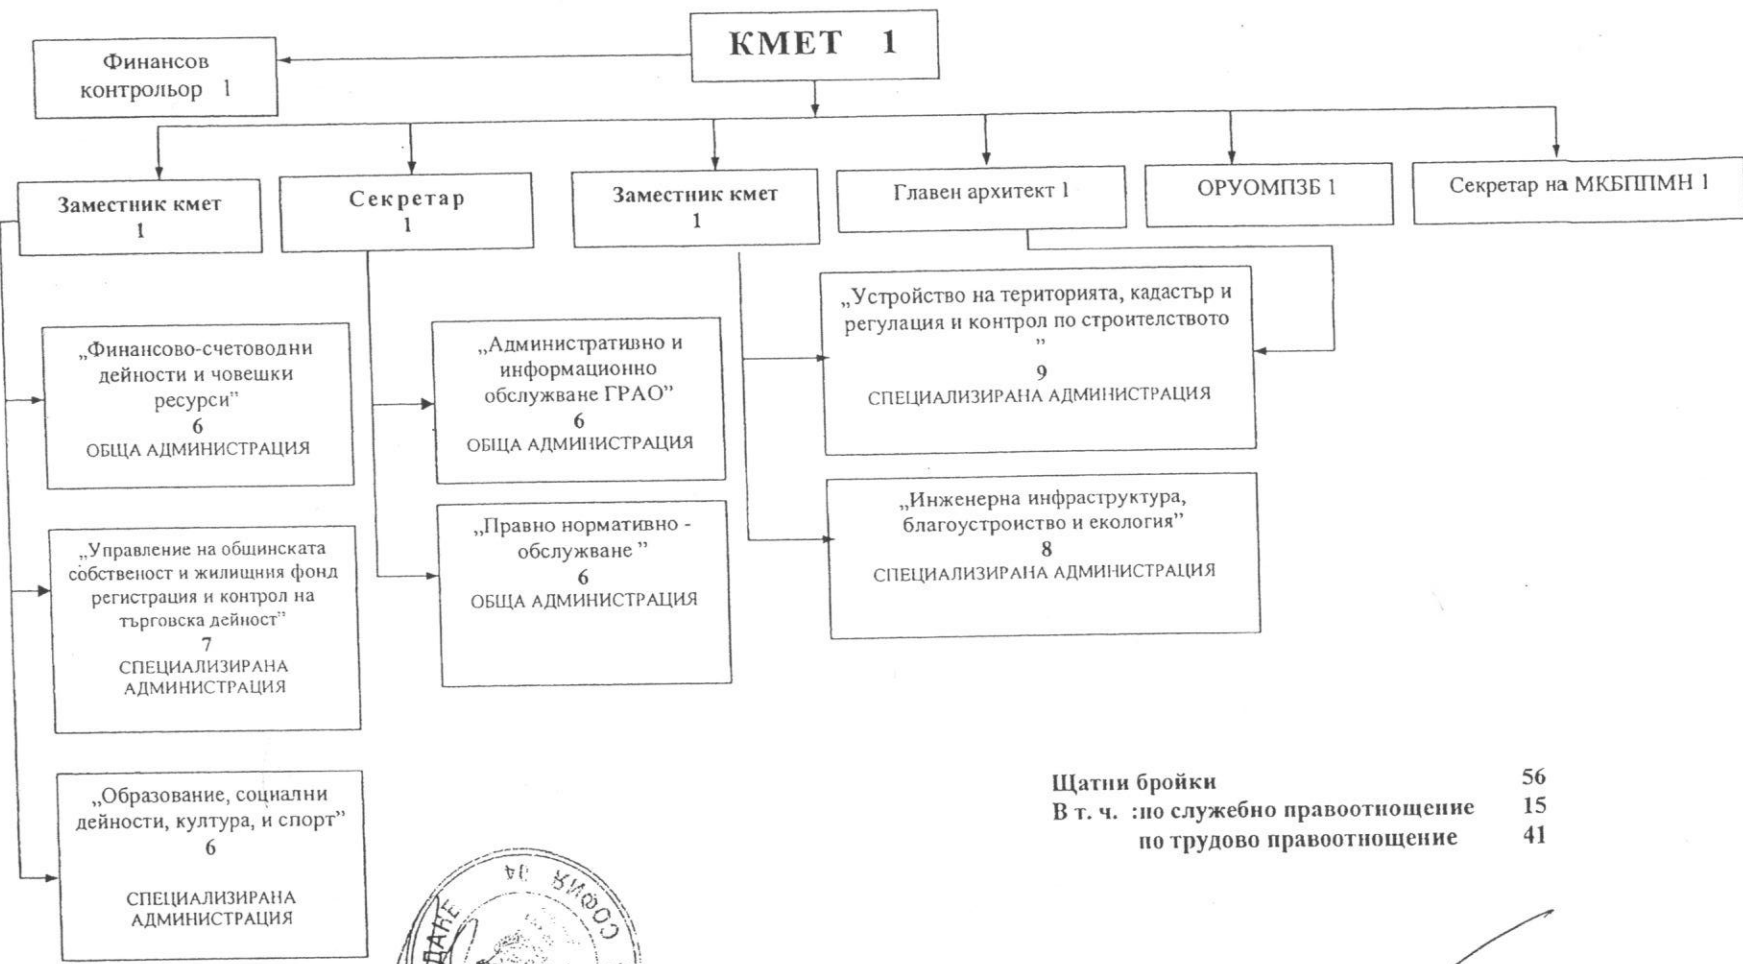 КМЕТ 1
Финансов
контрольор 1
Заместник кмет
1
Секретар
1
Заместник кмет
1
Главен архитект 1
ОРУОМПЗБ 1
Секретар на МКБППМН 1
„Финансово-счетоводни
дейности и човешки
ресурси”
6
ОБЩА АДМИНИСТРАЦИЯ
„Административно и
информационно
обслужване ГРАО”
6
ОБЩА АДМИНИСТРАЦИЯ
„Устройство на територията, кадастър и
регулация и контрол по строителството
”
9
СПЕЦИАЛИЗИРАНА АДМИНИСТРАЦИЯ
„Управление на общинската
собственост и жилищния фонд
регистрация и контрол на
търговска дейност”
7
СПЕЦИАЛИЗИРАНА
АДМИНИСТРАЦИЯ
„Правно нормативно -
обслужване ”
6
ОБЩА АДМИНИСТРАЦИЯ
„Инженерна инфраструктура,
благоустроиство и екология”
8
СПЕЦИАЛИЗИРАНА АДМИНИСТРАЦИЯ
„Образование, социални
дейности, култура, и спорт”
6
СПЕЦИАЛИЗИРАНА
АДМИНИСТРАЦИЯ
Щатни бройки 56
В т. ч. :по служебно правоотнощение 15
по трудово правоотнощение 41
СОФИЯ